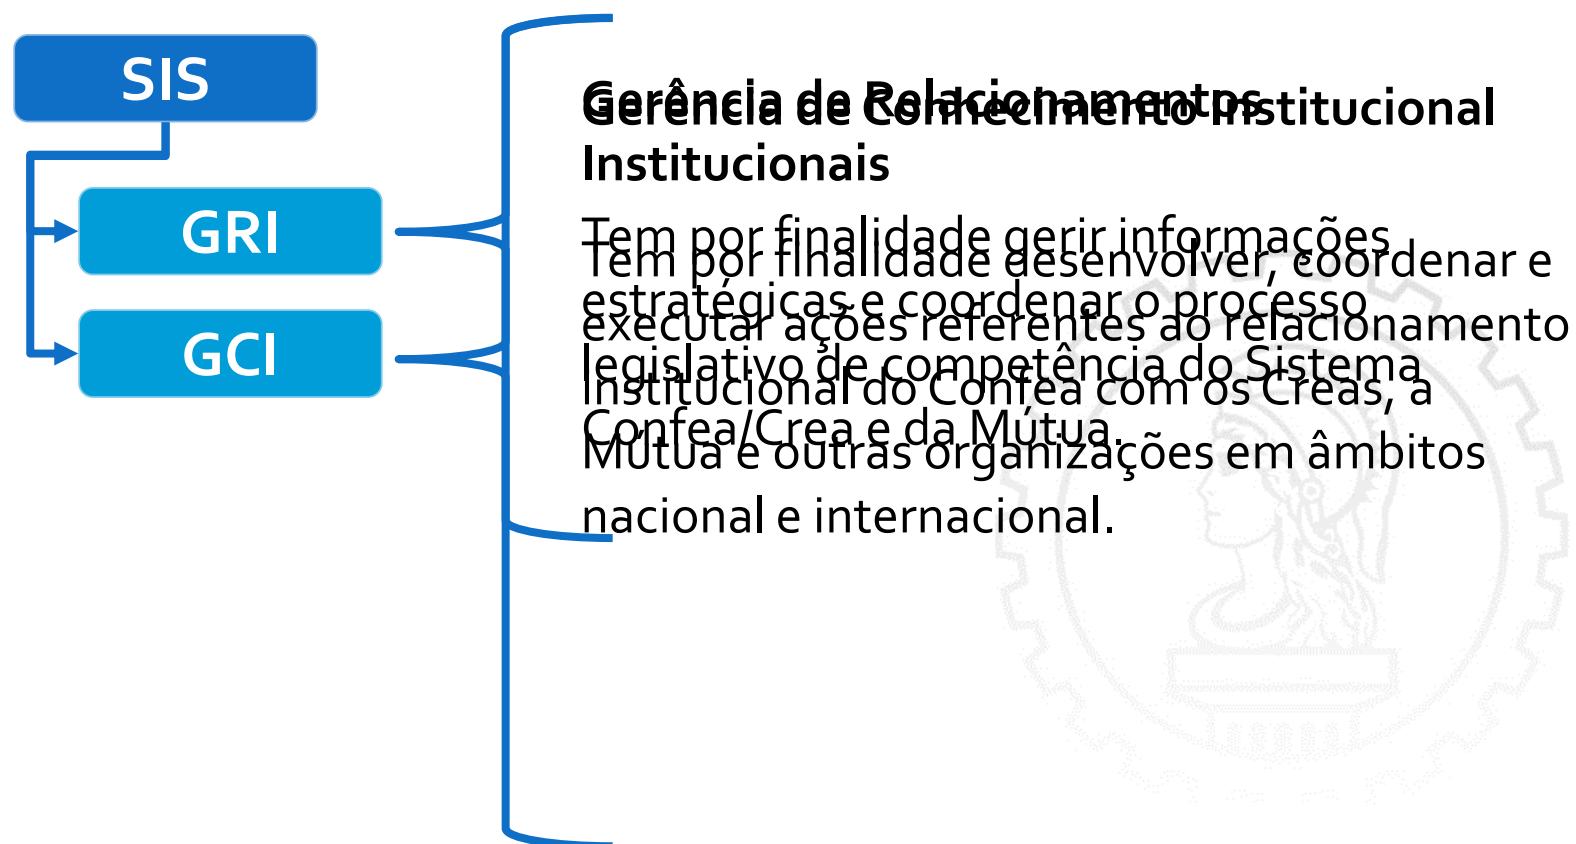 SIS
GRI
GCI
Gerência de Relacionamentos
Institucionais
Tem por finalidade desenvolver, coordenar e
executar ações referentes ao relacionamento
institucional do Confea com os Creas, a
Mútua e outras organizações em âmbitos
nacional e internacional.
Gerência de Conhecimento Institucional
Tem por finalidade gerir informações
estratégicas e coordenar o processo
legislativo de competência do Sistema
Confea/Crea e da Mútua.